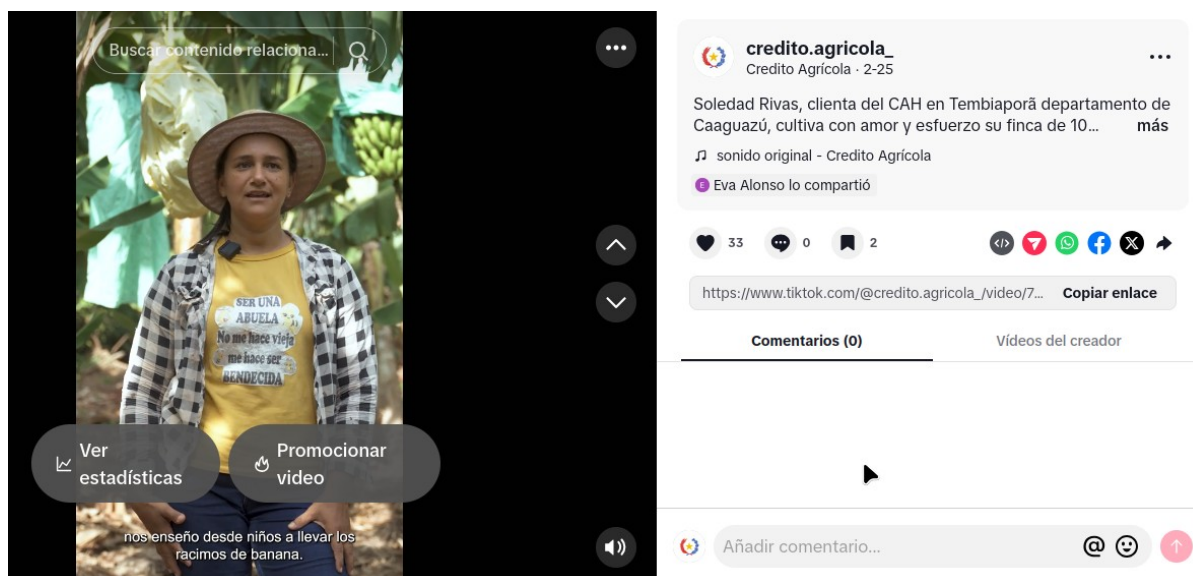 Buscar contenido relaciona...
SER UNA
ABUELA
No me hace vieja
me hace ser
BENDECIDA
Ver
estadísticas
Promocionar
video
nos enseño desde niños a llevar los
racimos de banana.
credito.agricola_
Credito Agrícola · 2-25
Soledad Rivas, clienta del CAH en Tembiaporã departamento de
Caaguazú, cultiva con amor y esfuerzo su finca de 10... más
sonido original - Credito Agrícola
E Eva Alonso lo compartió
33 0 2
https://www.tiktok.com/@credito.agricola_/video/7... Copiar enlace
Comentarios (0) Vídeos del creador
Añadir comentario... @